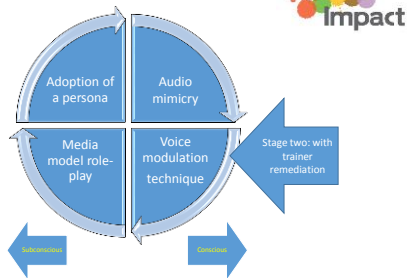 Impact
Adoption of
a persona
Audio
mimicry
Media
model role-
play
Voice
modulation
technique
Stage two: with
trainer
remediation
Subconscious
Conscious